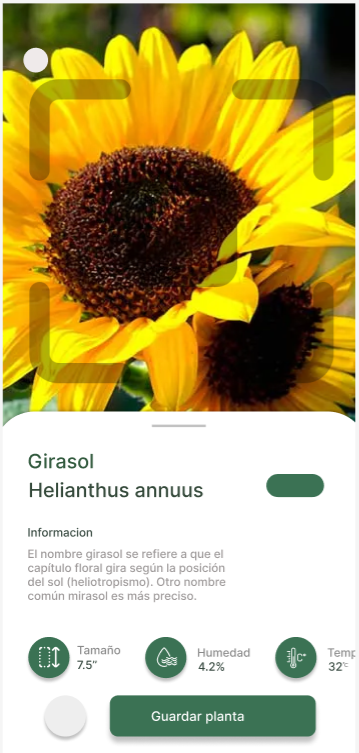 Girasol
Helianthus annuus
Informacion
El nombre girasol se refiere a que el
capítulo floral gira según la posición
del sol (heliotropismo). Otro nombre
común mirasol es más preciso.
Tamaño
7.5”
Humedad
4.2%
C°
Temp
32°c
Guardar planta